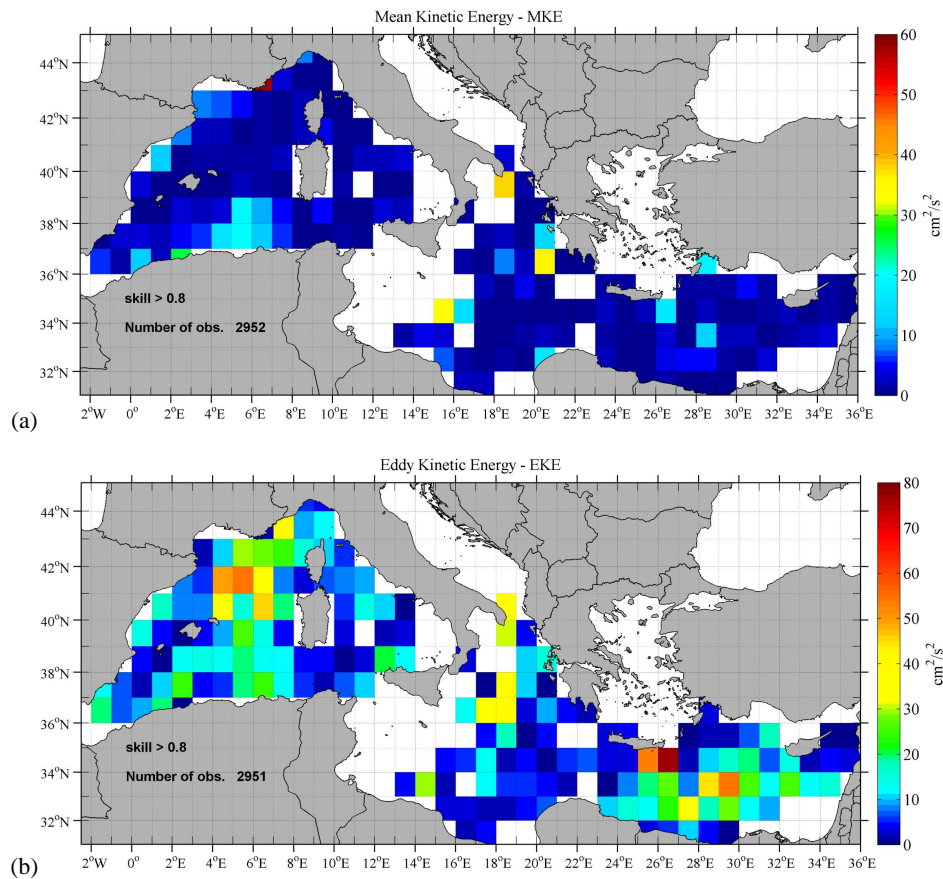 Mean Kinetic Energy - MKE
44°N
42°N
40°N
38°N
36°N
34°N
32°N
skill > 0.8
Number of obs. 2952
2°W 0° 2°E 4°E 6°E 8°E 10°E 12°E 14°E 16°E 18°E 20°E 22°E 24°E 26°E 28°E 30°E 32°E 34°E 36°E
60
50
40
30
20
10
0
cm²/s²
(a)
Eddy Kinetic Energy - EKE
44°N
42°N
40°N
38°N
36°N
34°N
32°N
skill > 0.8
Number of obs. 2951
2°W 0° 2°E 4°E 6°E 8°E 10°E 12°E 14°E 16°E 18°E 20°E 22°E 24°E 26°E 28°E 30°E 32°E 34°E 36°E
80
70
60
50
40
30
20
10
0
cm²/s²
(b)